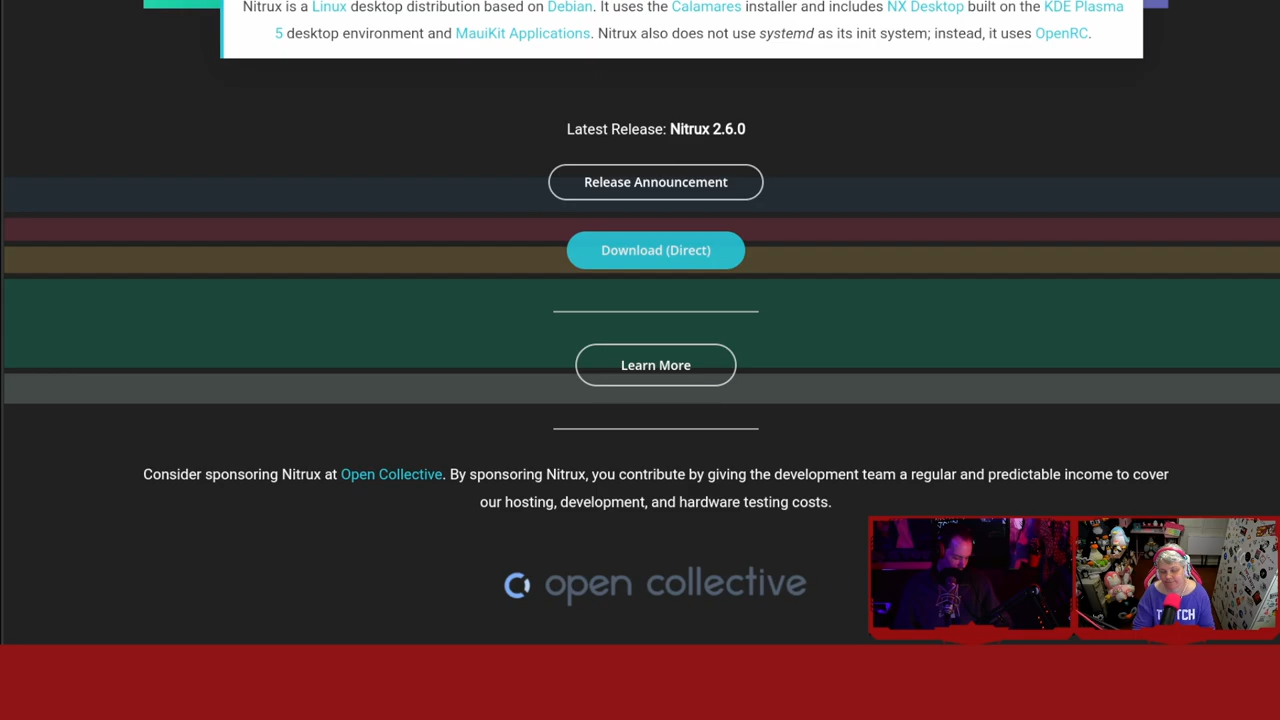 Nitrux is a Linux desktop distribution based on Debian. It uses the Calamares installer and includes NX Desktop built on the KDE Plasma
5 desktop environment and MauiKit Applications. Nitrux also does not use systemd as its init system; instead, it uses OpenRC.
Latest Release: Nitrux 2.6.0
Release Announcement
Download (Direct)
Learn More
Consider sponsoring Nitrux at Open Collective. By sponsoring Nitrux, you contribute by giving the development team a regular and predictable income to cover
our hosting, development, and hardware testing costs.
open collective